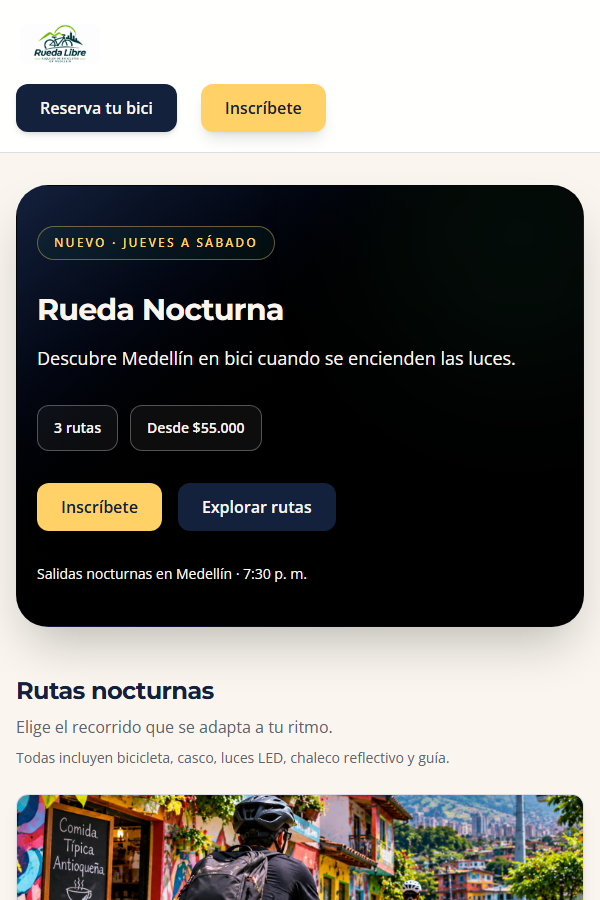 Rueda Libre
Reserva tu bici
Inscríbete
NUEVO · JUEVES A SÁBADO
Rueda Nocturna
Descubre Medellín en bici cuando se encienden las luces.
3 rutas
Desde $55.000
Inscríbete
Explorar rutas
Salidas nocturnas en Medellín · 7:30 p. m.
Rutas nocturnas
Elige el recorrido que se adapta a tu ritmo.
Todas incluyen bicicleta, casco, luces LED, chaleco reflectivo y guía.
Comida
Típica
Antioqueña